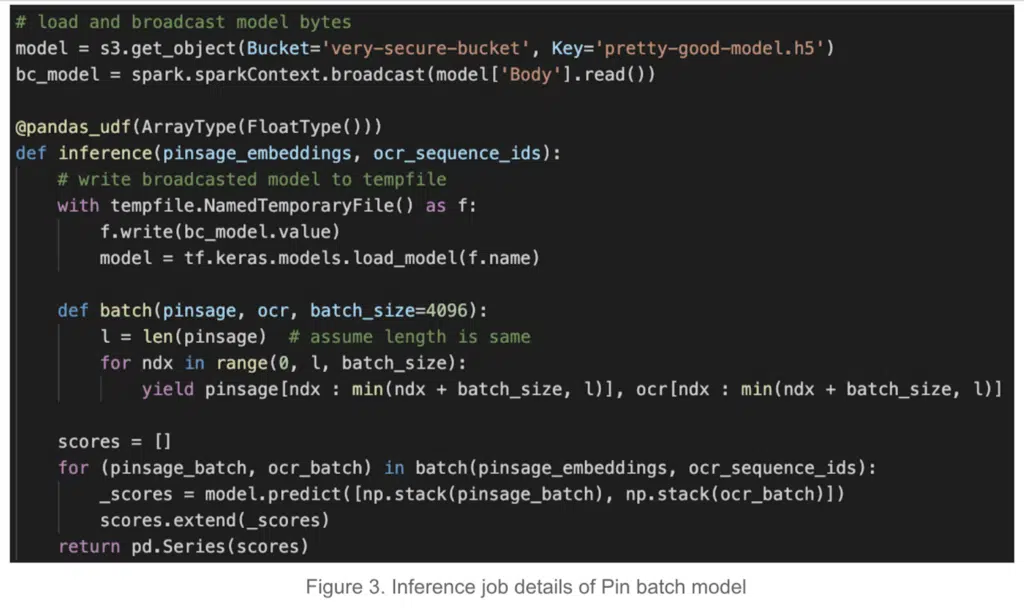 # load and broadcast model bytes
model = s3.get_object(Bucket='very-secure-bucket', Key='pretty-good-model.h5')
bc_model = spark.sparkContext.broadcast(model['Body'].read())
@pandas_udf(ArrayType(FloatType()))
def inference(pinsage_embeddings, ocr_sequence_ids):
# write broadcasted model to tempfile
with tempfile.NamedTemporaryFile() as f:
f.write(bc_model.value)
model = tf.keras.models.load_model(f.name)
def batch(pinsage, ocr, batch_size=4096):
l = len(pinsage)  # assume length is same
for ndx in range(0, l, batch_size):
yield pinsage[ndx : min(ndx + batch_size, l)], ocr[ndx : min(ndx + batch_size, l)]
scores = []
for (pinsage_batch, ocr_batch) in batch(pinsage_embeddings, ocr_sequence_ids):
_scores = model.predict([np.stack(pinsage_batch), np.stack(ocr_batch)])
scores.extend(_scores)
return pd.Series(scores)
Figure 3. Inference job details of Pin batch model